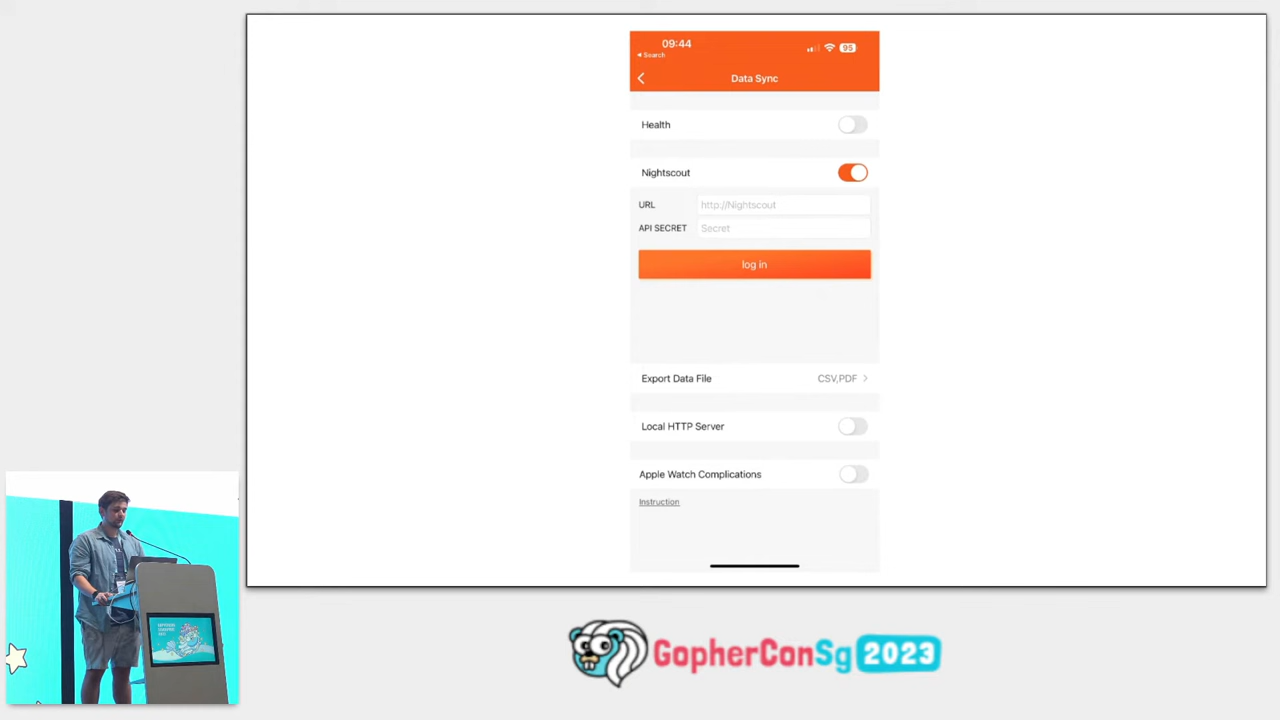 09:44
95
Search
Data Sync
Health
Nightscout
URL
http://Nightscout
API SECRET
Secret
log in
Export Data File
CSV,PDF
Local HTTP Server
Apple Watch Complications
Instruction
GopherConSg 2023